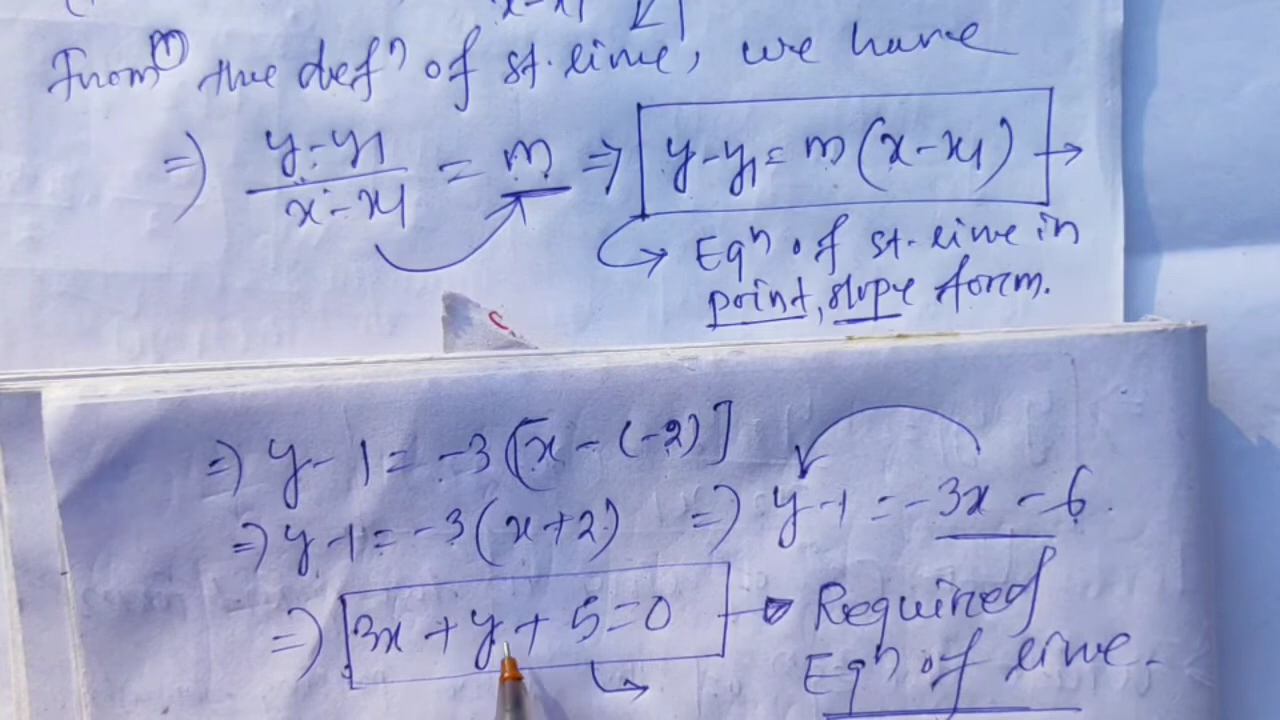 x-x1
From the defn of st. line, we have
=> y-y1 / x-x1 = m => y-y1 = m(x-x1) →
→ Eqn of st. line in
point, slope form.
=> y-1 = -3[x-(-2)]
=> y-1 = -3(x+2) => y-1 = -3x-6.
=> 3x+y+5=0 → Required
Eqn of line.